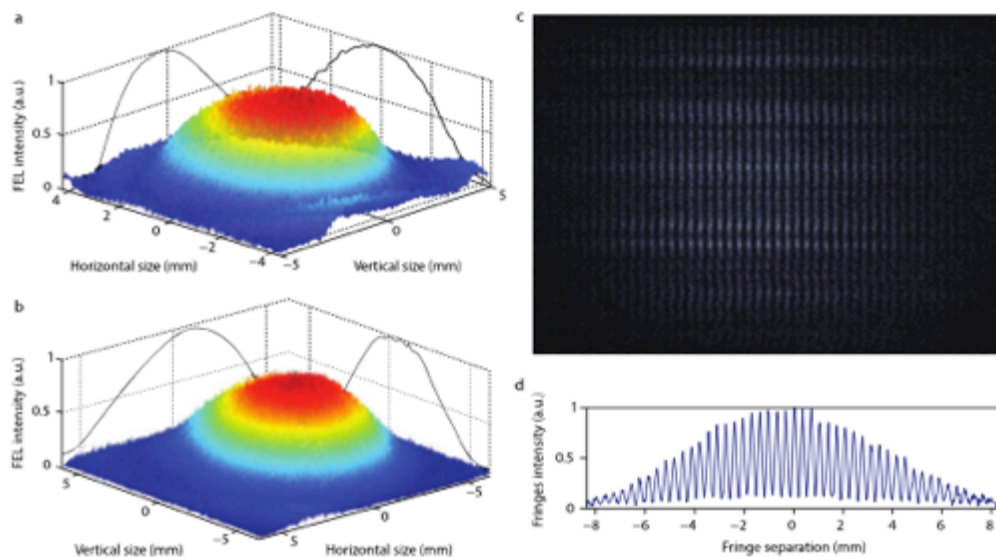 a
FEL intensity (a.u.)
1
0.5
0
4
2
0
−2
−4
Horizontal size (mm)
−5
0
5
Vertical size (mm)
b
FEL intensity (a.u.)
1
0.5
0
5
0
−5
Vertical size (mm)
5
0
−5
Horizontal size (mm)
c
d
Fringes intensity (a.u.)
1
0.5
0
−8 −6 −4 −2 0 2 4 6 8
Fringe separation (mm)